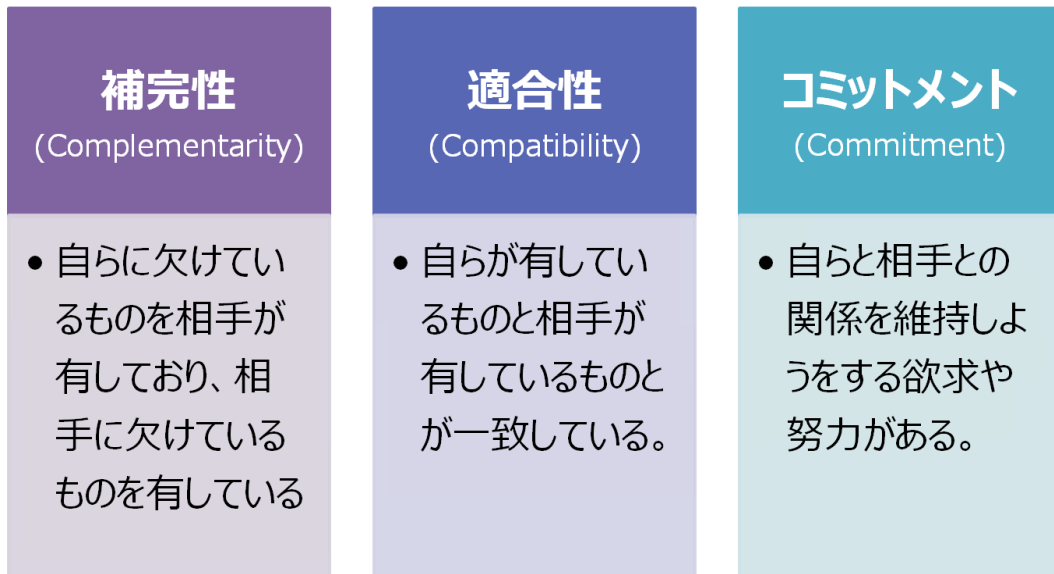 補完性
(Complementarity)
• 自らに欠けてい
るものを相手が
有しており、相
手に欠けている
ものを有している
適合性
(Compatibility)
• 自らが有してい
るものと相手が
有しているものと
が一致している。
コミットメント
(Commitment)
• 自らと相手との
関係を維持しよ
うをする欲求や
努力がある。